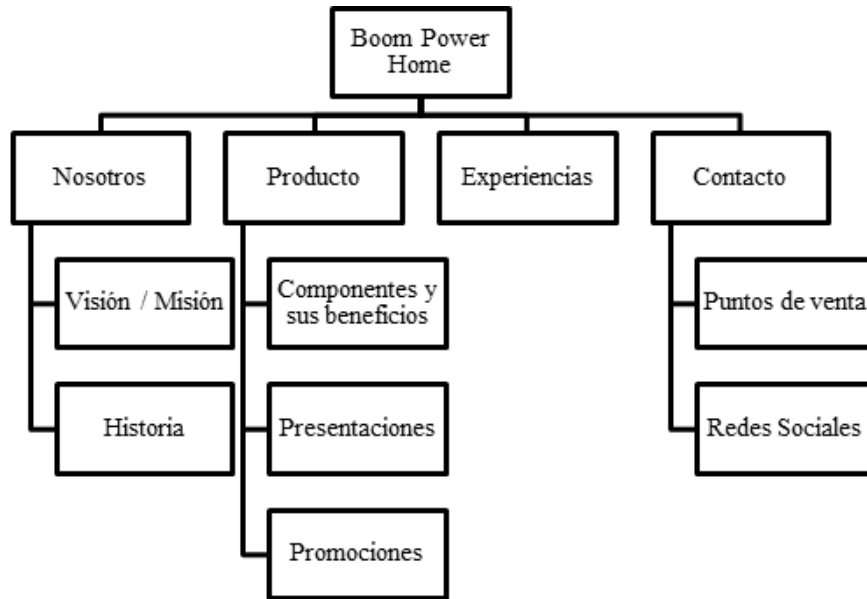 Boom Power
Home
Nosotros
Producto
Experiencias
Contacto
Visión / Misión
Componentes y
sus beneficios
Puntos de venta
Historia
Presentaciones
Redes Sociales
Promociones